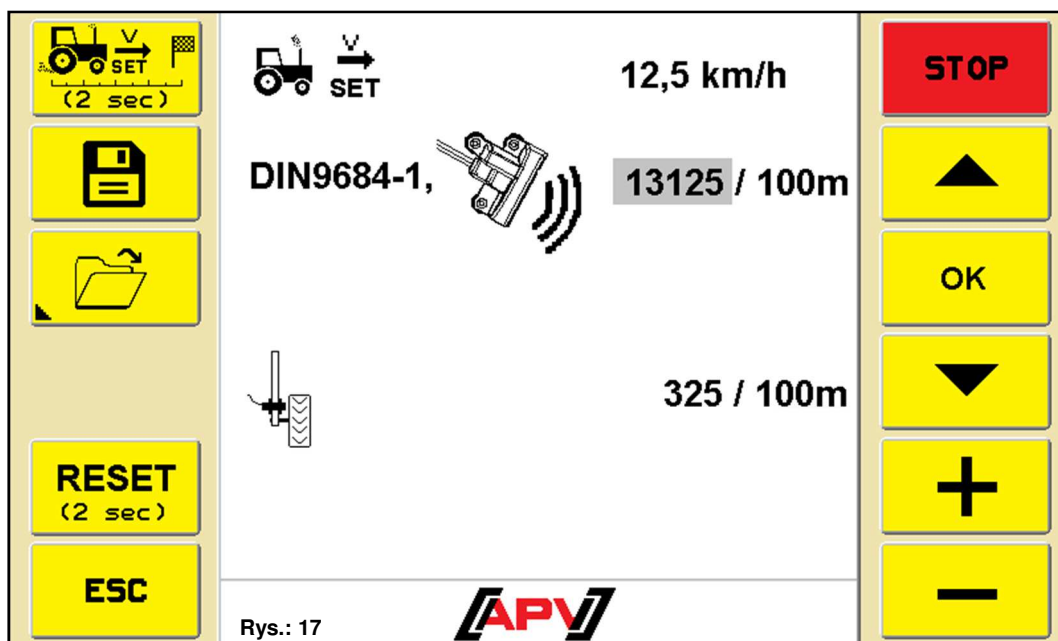 V
SET
(2 sec)
V
SET
12,5 km/h
STOP
DIN9684-1,
13125 / 100m
OK
325 / 100m
RESET
(2 sec)
ESC
Rys.: 17
[APV]